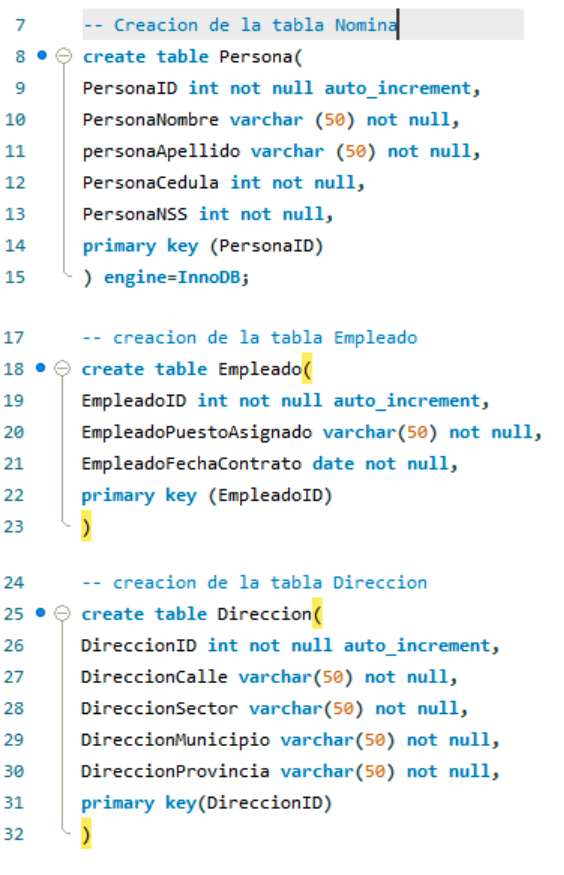 7 -- Creacion de la tabla Nomina
8 create table Persona(
9 PersonaID int not null auto_increment,
10 PersonaNombre varchar (50) not null,
11 personaApellido varchar (50) not null,
12 PersonaCedula int not null,
13 PersonaNSS int not null,
14 primary key (PersonaID)
15 ) engine=InnoDB;
17 -- creacion de la tabla Empleado
18 create table Empleado(
19 EmpleadoID int not null auto_increment,
20 EmpleadoPuestoAsignado varchar(50) not null,
21 EmpleadoFechaContrato date not null,
22 primary key (EmpleadoID)
23 )
24 -- creacion de la tabla Direccion
25 create table Direccion(
26 DireccionID int not null auto_increment,
27 DireccionCalle varchar(50) not null,
28 DireccionSector varchar(50) not null,
29 DireccionMunicipio varchar(50) not null,
30 DireccionProvincia varchar(50) not null,
31 primary key(DireccionID)
32 )